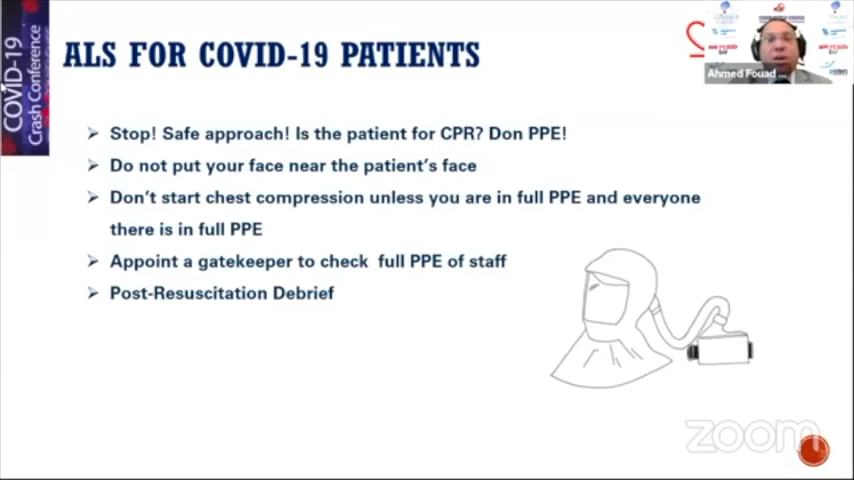 COVID-19
Crash Conference
ALS FOR COVID-19 PATIENTS
Ahmed Fouad ...
Stop! Safe approach! Is the patient for CPR? Don PPE!
Do not put your face near the patient's face
Don't start chest compression unless you are in full PPE and everyone
there is in full PPE
Appoint a gatekeeper to check full PPE of staff
Post-Resuscitation Debrief
zoom